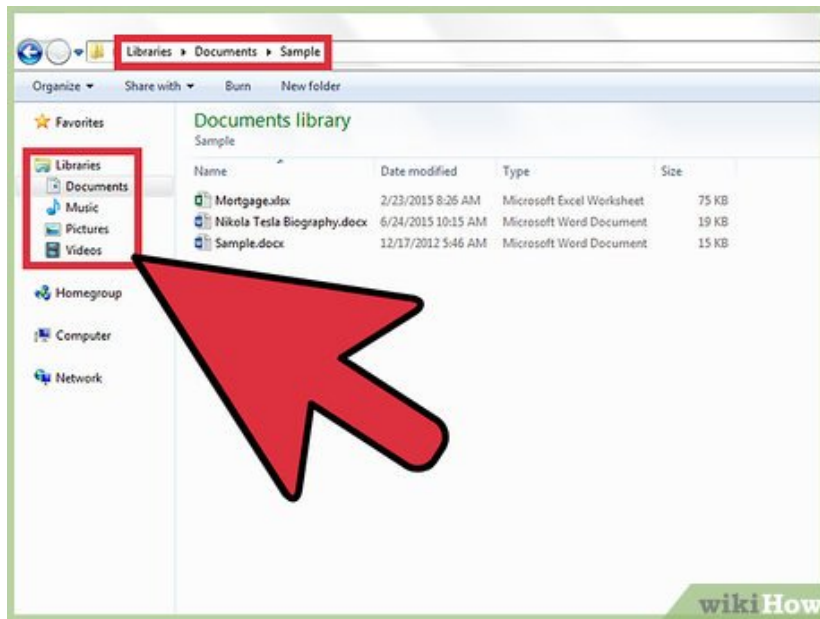 Libraries ▸ Documents ▸ Sample
Organize ▾ Share with ▾ Burn New folder
Favorites
Libraries
Documents
Music
Pictures
Videos
Homegroup
Computer
Network
Documents library
Sample
Name Date modified Type Size
Mortgage.xlsx 2/23/2015 8:26 AM Microsoft Excel Worksheet 75 KB
Nikola Tesla Biography.docx 6/24/2015 10:15 AM Microsoft Word Document 19 KB
Sample.docx 12/17/2012 5:46 AM Microsoft Word Document 15 KB
wikiHow